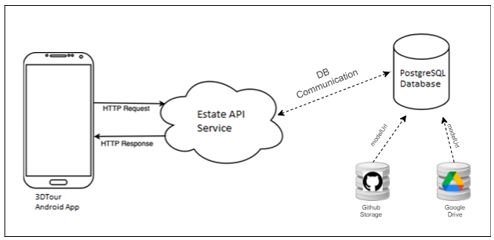 DB
Communication
PostgreSQL
Database
HTTP Request
Estate API
Service
HTTP Response
modelUrl
modelUrl
3DTour
Android App
Github
Storage
Google
Drive